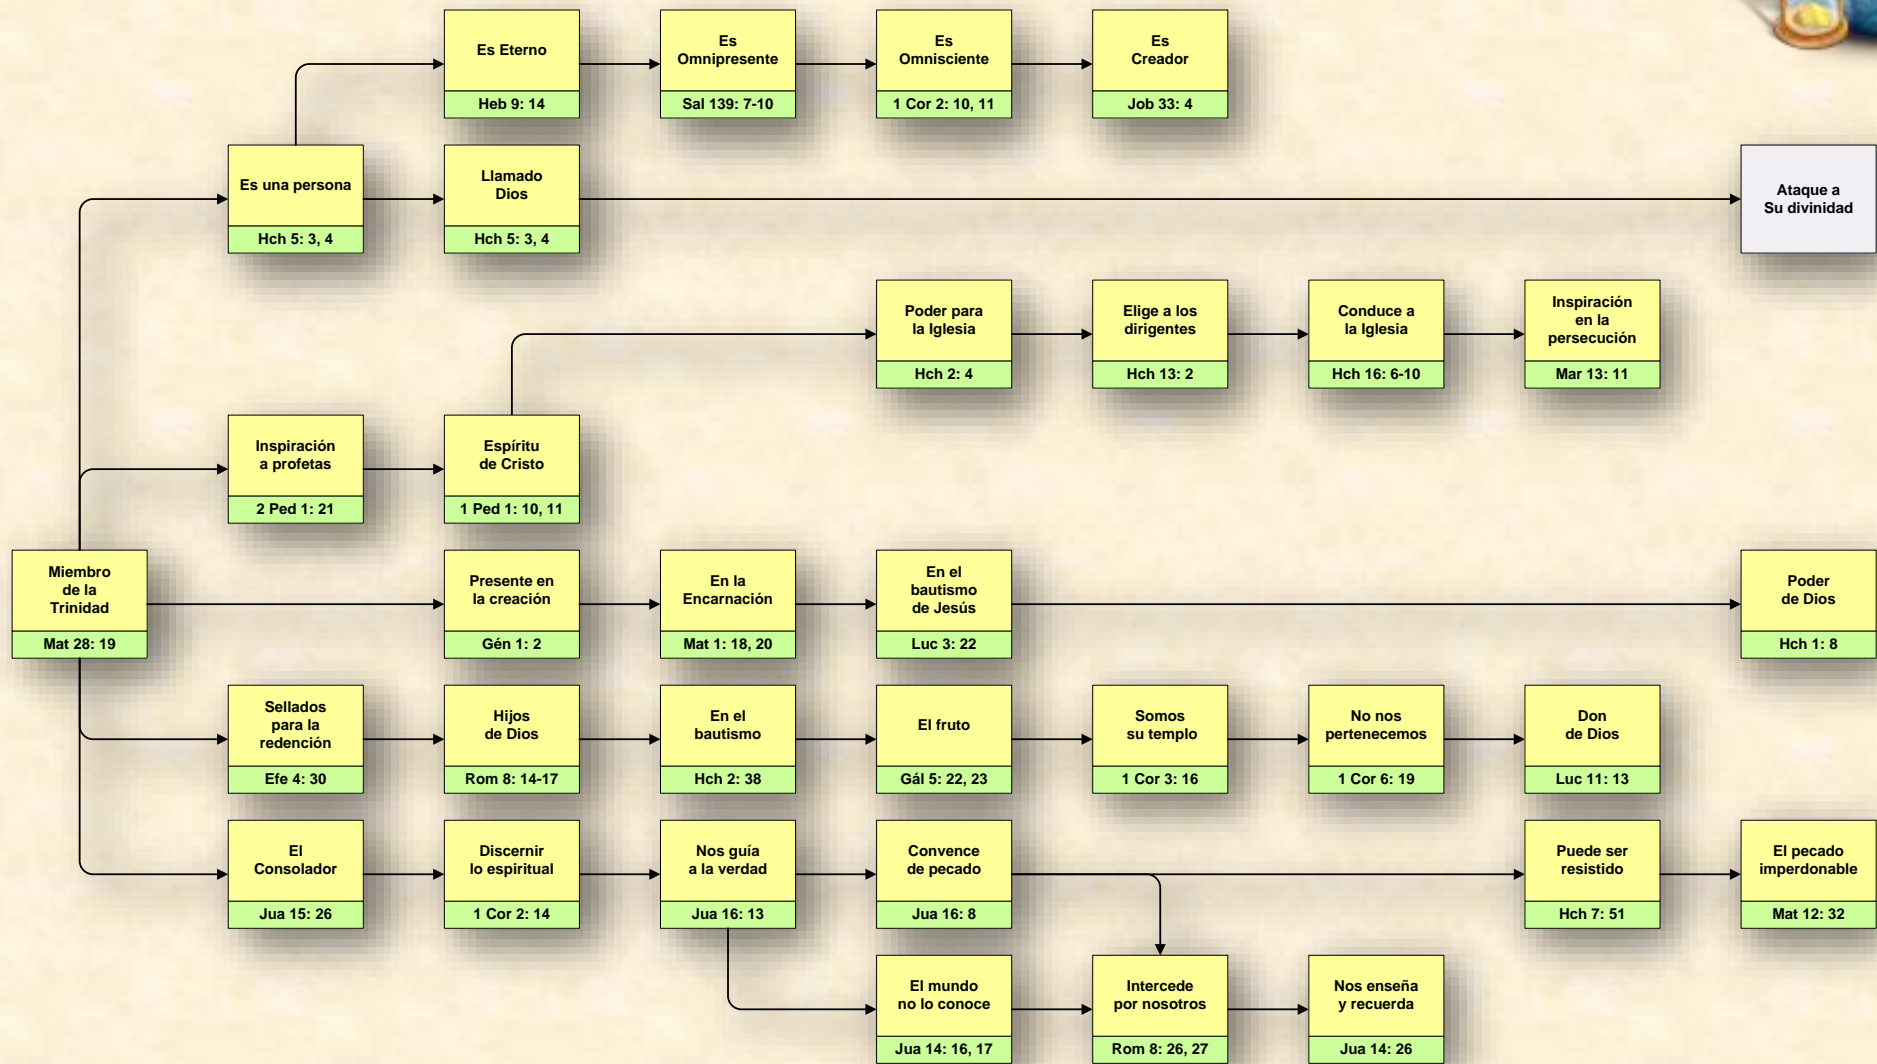 Es Eterno
Heb 9: 14
Es
Omnipresente
Sal 139: 7-10
Es
Omnisciente
1 Cor 2: 10, 11
Es
Creador
Job 33: 4
Es una persona
Hch 5: 3, 4
Llamado
Dios
Hch 5: 3, 4
Ataque a
Su divinidad
Poder para
la Iglesia
Hch 2: 4
Elige a los
dirigentes
Hch 13: 2
Conduce a
la Iglesia
Hch 16: 6-10
Inspiración
en la
persecución
Mar 13: 11
Inspiración
a profetas
2 Ped 1: 21
Espíritu
de Cristo
1 Ped 1: 10, 11
Miembro
de la
Trinidad
Mat 28: 19
Presente en
la creación
Gén 1: 2
En la
Encarnación
Mat 1: 18, 20
En el
bautismo
de Jesús
Luc 3: 22
Poder
de Dios
Hch 1: 8
Sellados
para la
redención
Efe 4: 30
Hijos
de Dios
Rom 8: 14-17
En el
bautismo
Hch 2: 38
El fruto
Gál 5: 22, 23
Somos
su templo
1 Cor 3: 16
No nos
pertenecemos
1 Cor 6: 19
Don
de Dios
Luc 11: 13
El
Consolador
Jua 15: 26
Discernir
lo espiritual
1 Cor 2: 14
Nos guía
a la verdad
Jua 16: 13
Convence
de pecado
Jua 16: 8
Puede ser
resistido
Hch 7: 51
El pecado
imperdonable
Mat 12: 32
El mundo
no lo conoce
Jua 14: 16, 17
Intercede
por nosotros
Rom 8: 26, 27
Nos enseña
y recuerda
Jua 14: 26